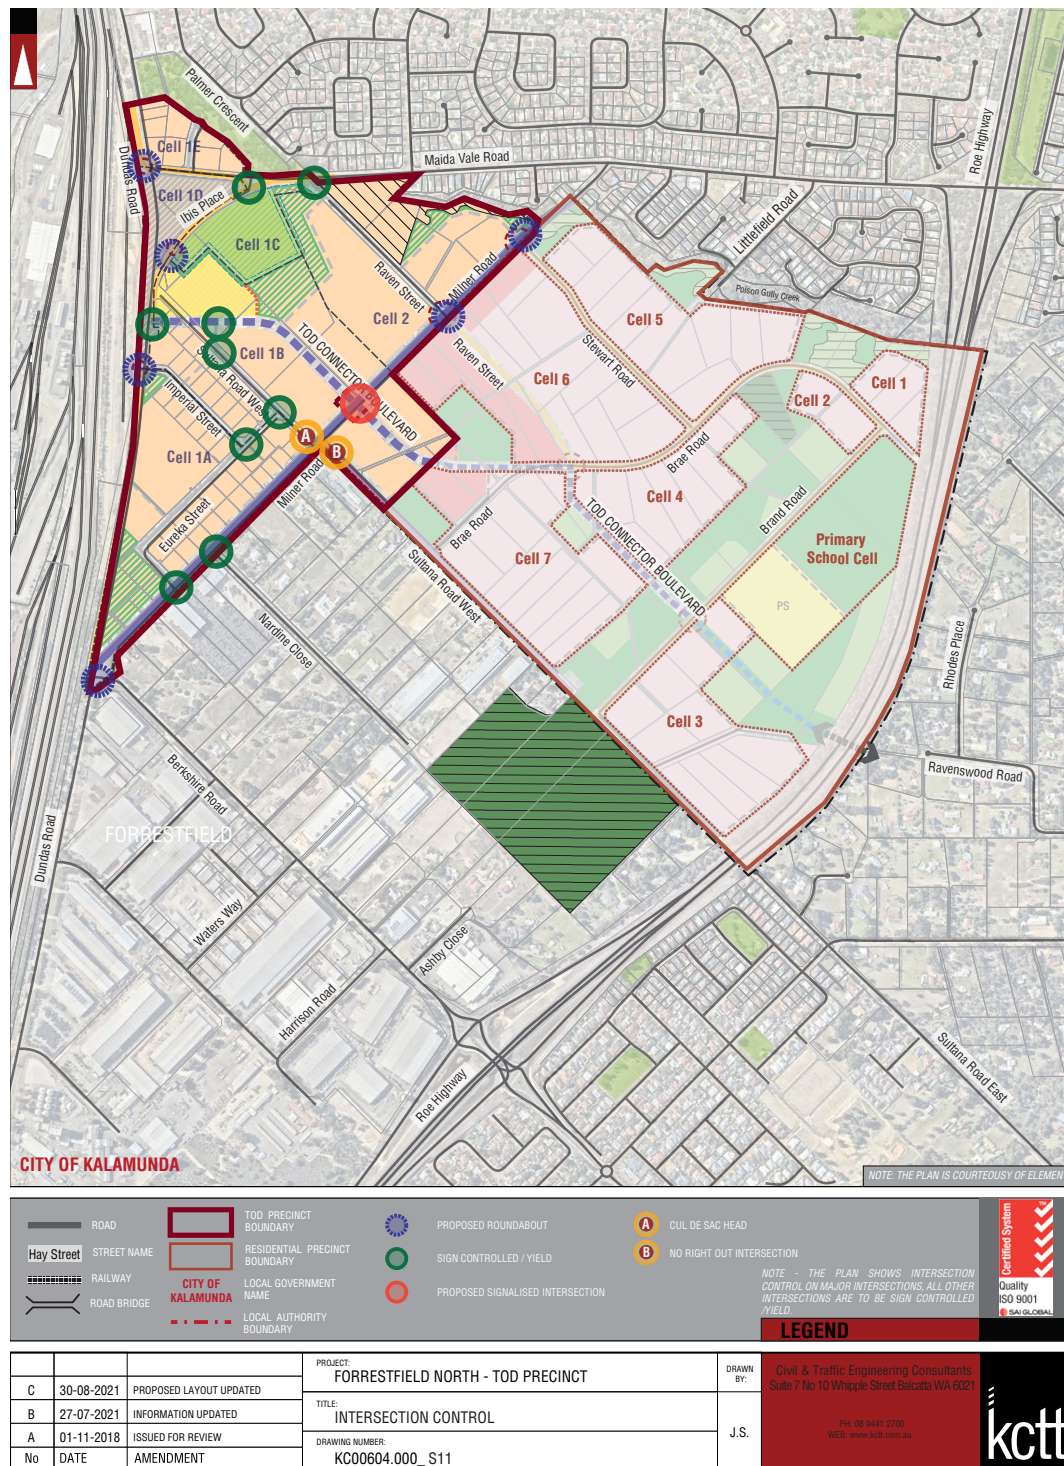 Palmer Crescent
Maida Vale Road
Roe Highway
Dundas Road
Cell 1E
Cell 1D
Ibis Place
Cell 1C
Littlefield Road
Poison Gully Creek
Raven Street
Milner Road
Cell 2
Cell 5
TOD CONNECTOR BOULEVARD
Cell 1B
Sultana Road West
Raven Street
Stewart Road
Cell 6
Cell 1
Cell 2
Imperial Street
A
B
Cell 1A
Milner Road
Brae Road
Cell 4
Eureka Street
Brae Road
Brand Road
TOD CONNECTOR BOULEVARD
Primary
School Cell
Cell 7
Sultana Road West
PS
Nardine Close
Rhodes Place
Cell 3
Berkshire Road
Ravenswood Road
FORRESTFIELD
Dundas Road
Waters Way
Ashby Close
Harrison Road
Roe Highway
Sultana Road East
CITY OF KALAMUNDA
NOTE: THE PLAN IS COURTEOUSY OF ELEMEN
ROAD
Hay Street
STREET NAME
RAILWAY
ROAD BRIDGE
TOD PRECINCT
BOUNDARY
RESIDENTIAL PRECINCT
BOUNDARY
CITY OF
KALAMUNDA
LOCAL GOVERNMENT
NAME
LOCAL AUTHORITY
BOUNDARY
PROPOSED ROUNDABOUT
SIGN CONTROLLED / YIELD
PROPOSED SIGNALISED INTERSECTION
A CUL DE SAC HEAD
B NO RIGHT OUT INTERSECTION
NOTE - THE PLAN SHOWS INTERSECTION
CONTROL ON MAJOR INTERSECTIONS, ALL OTHER
INTERSECTIONS ARE TO BE SIGN CONTROLLED
/YIELD.
LEGEND
Certified System
TM
Quality
ISO 9001
SAI GLOBAL
C 30-08-2021 PROPOSED LAYOUT UPDATED
B 27-07-2021 INFORMATION UPDATED
A 01-11-2018 ISSUED FOR REVIEW
No DATE AMENDMENT
PROJECT:
FORRESTFIELD NORTH - TOD PRECINCT
TITLE:
INTERSECTION CONTROL
DRAWING NUMBER:
KC00604.000_ S11
DRAWN
BY:
J.S.
Civil & Traffic Engineering Consultants
Suite 7 No 10 Whipple Street Balcatta WA 6021
PH: 08 9441 2700
WEB: www.kctt.com.au
kctt